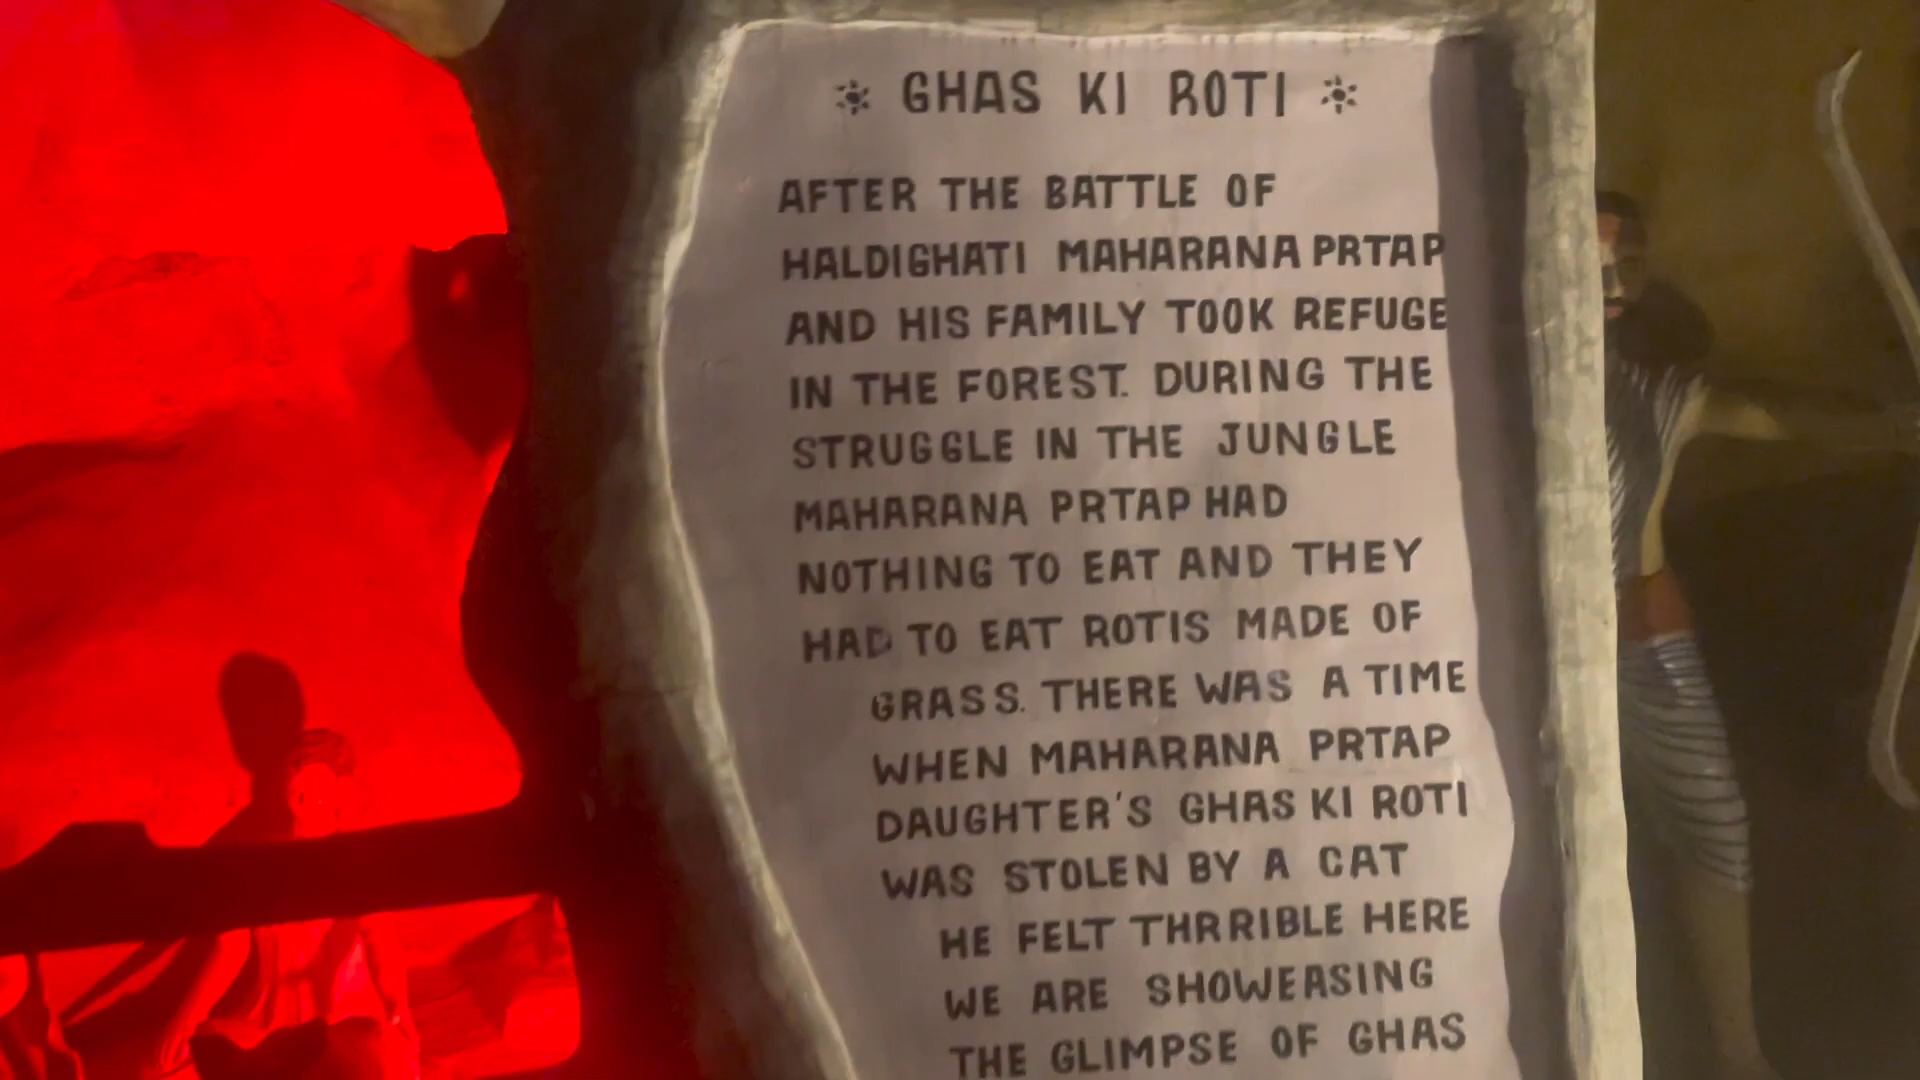 GHAS KI ROTI
AFTER THE BATTLE OF
HALDIGHATI MAHARANA PRTAP
AND HIS FAMILY TOOK REFUGE
IN THE FOREST. DURING THE
STRUGGLE IN THE JUNGLE
MAHARANA PRTAP HAD
NOTHING TO EAT AND THEY
HAD TO EAT ROTIS MADE OF
GRASS. THERE WAS A TIME
WHEN MAHARANA PRTAP
DAUGHTER'S GHAS KI ROTI
WAS STOLEN BY A CAT
HE FELT THRRIBLE HERE
WE ARE SHOWEASING
THE GLIMPSE OF GHAS